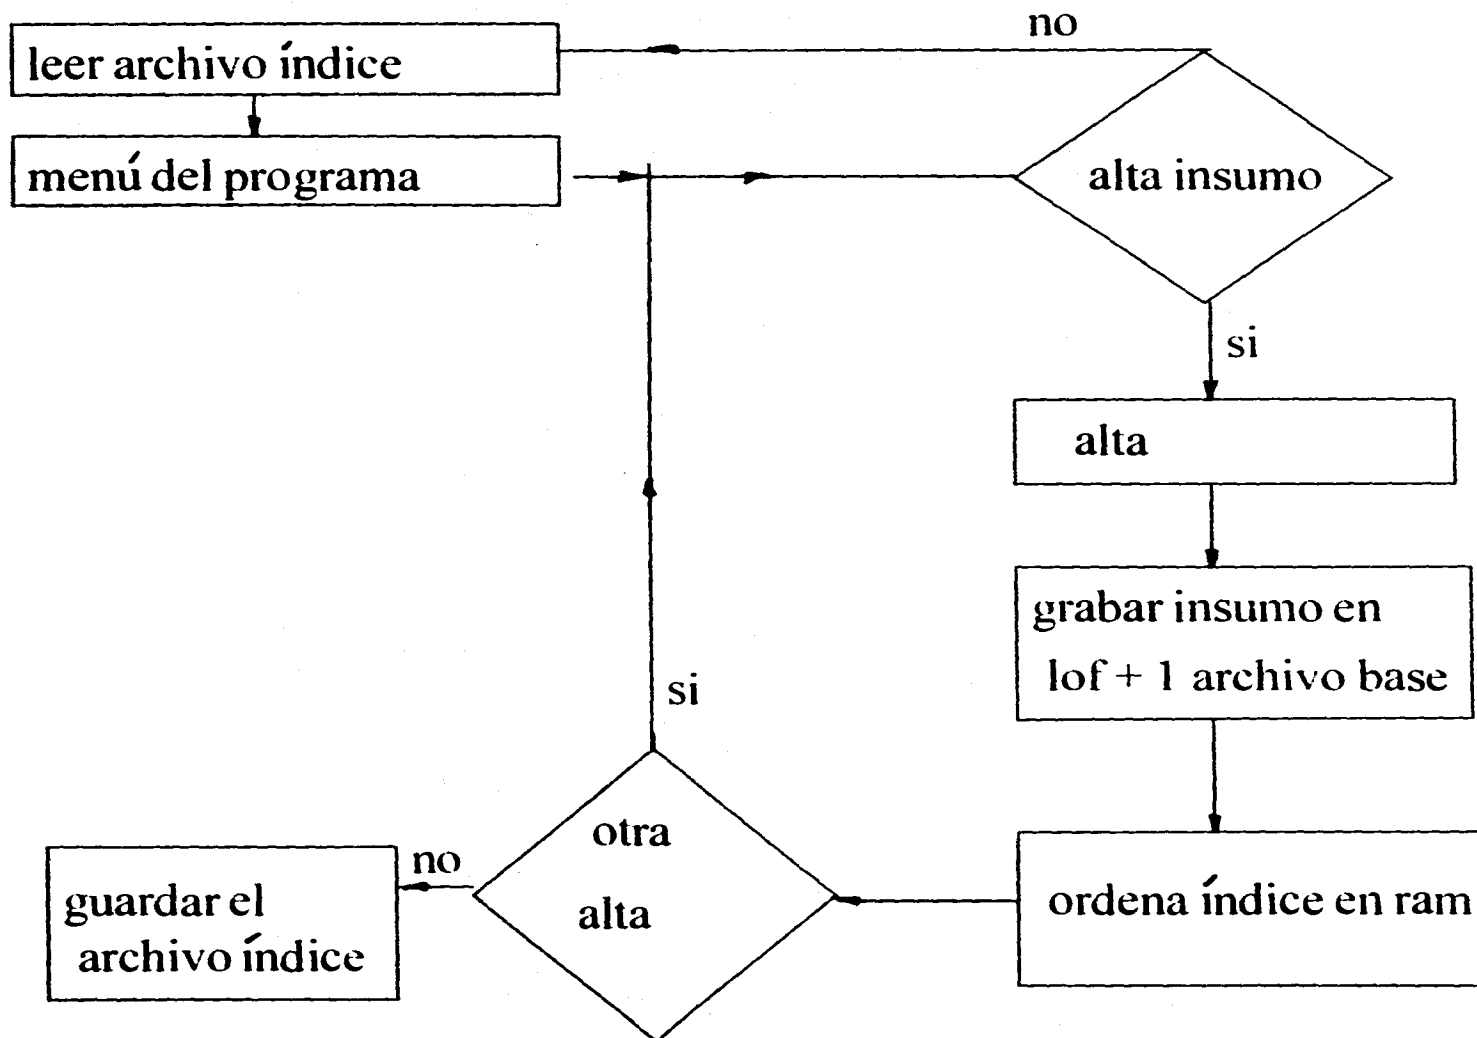 no
leer archivo índice
menú del programa
alta insumo
si
alta
grabar insumo en
lof + 1 archivo base
si
otra
alta
no
guardar el
archivo índice
ordena índice en ram